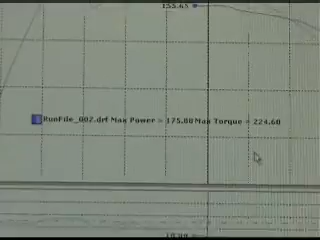 155.65
RunFile_002.drf Max Power = 175.80 Max Torque = 224.60